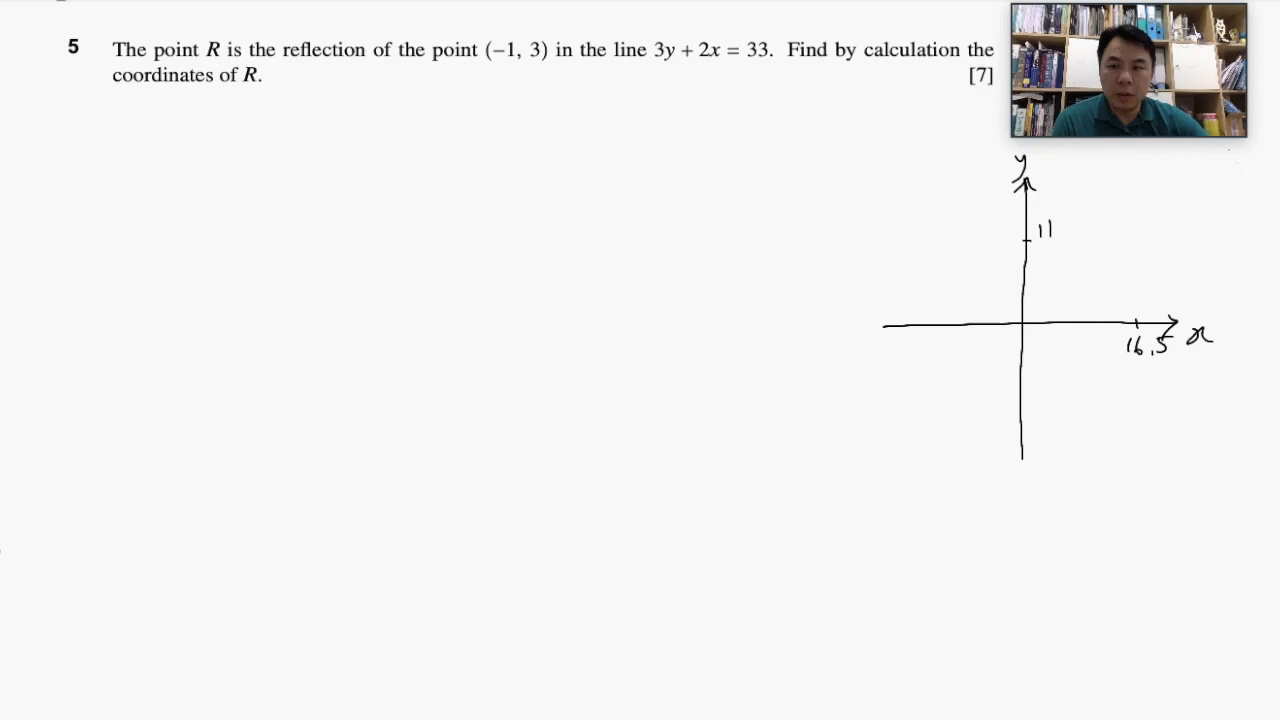 5 The point R is the reflection of the point (−1, 3) in the line 3y + 2x = 33. Find by calculation the
coordinates of R. [7]
y
11
16.5 x